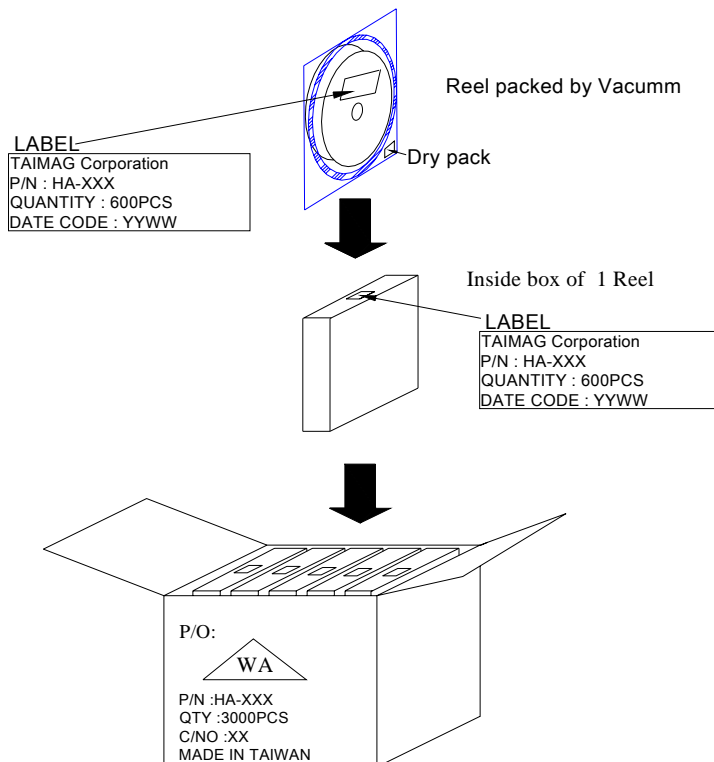 Reel packed by Vacumm
LABEL
TAIMAG Corporation
P/N : HA-XXX
QUANTITY : 600PCS
DATE CODE : YYWW
Dry pack
Inside box of 1 Reel
LABEL
TAIMAG Corporation
P/N : HA-XXX
QUANTITY : 600PCS
DATE CODE : YYWW
P/O:
WA
P/N :HA-XXX
QTY :3000PCS
C/NO :XX
MADE IN TAIWAN